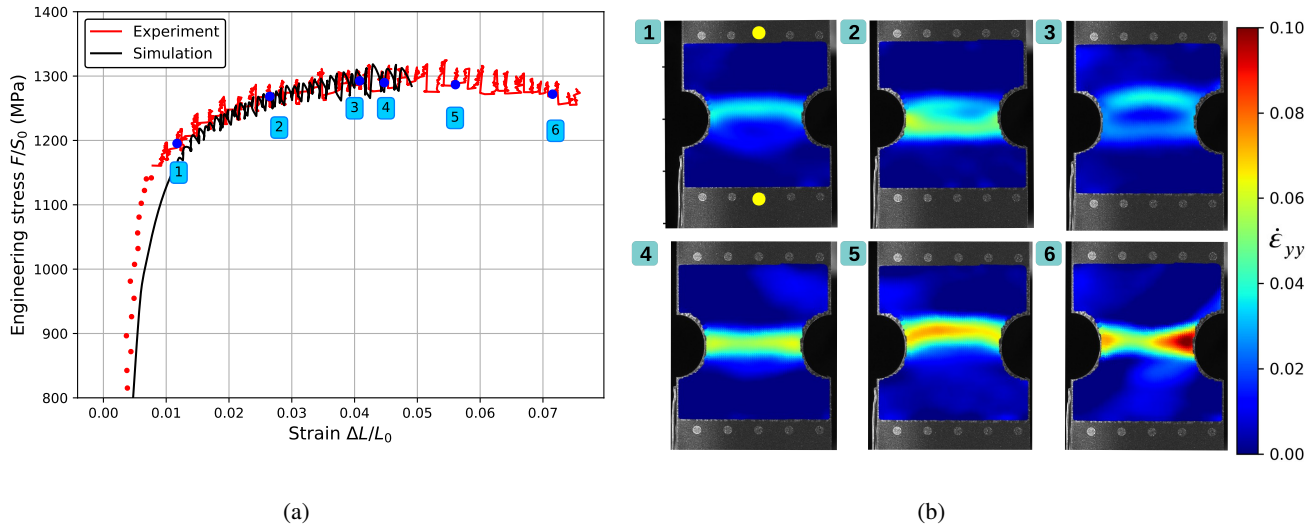 1400
1300
1200
1100
1000
900
800
Engineering stress F/S₀ (MPa)
Experiment
Simulation
1
2
3
4
5
6
0.00 0.01 0.02 0.03 0.04 0.05 0.06 0.07
Strain ΔL/L₀
(a)
1 2 3
4 5 6
0.10
0.08
0.06
0.04
0.02
0.00
ε̇yy
(b)